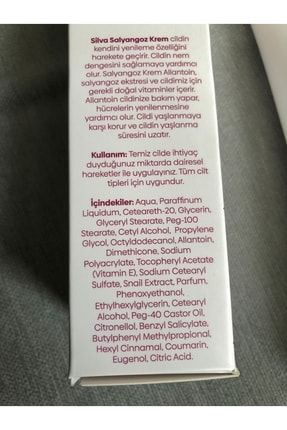 Silva Salyangoz Krem cildin
kendini yenileme özelliğini
harekete geçirir. Cildin nem
dengesini sağlamaya yardımcı
olur. Salyangoz Krem Allantoin,
salyangoz ekstresi ve cildimiz için
gerekli doğal vitaminler içerir.
Allantoin cildinize bakım yapar,
hücrelerin yenilenmesine
yardımcı olur. Cildi yaşlanmaya
karşı korur ve cildin yaşlanma
süresini uzatır.
Kullanım: Temiz cilde ihtiyaç
duyduğunuz miktarda dairesel
hareketler ile uygulayınız. Tüm cilt
tipleri için uygundur.
İçindekiler: Aqua, Paraffinum
Liquidum, Ceteareth-20, Glycerin,
Glyceryl Stearate, Peg-100
Stearate, Cetyl Alcohol, Propylene
Glycol, Octyldodecanol, Allantoin,
Dimethicone, Sodium
Polyacrylate, Tocopheryl Acetate
(Vitamin E), Sodium Cetearyl
Sulfate, Snail Extract, Parfum,
Phenoxyethanol,
Ethylhexylglycerin, Cetearyl
Alcohol, Peg-40 Castor Oil,
Citronellol, Benzyl Salicylate,
Butylphenyl Methylpropional,
Hexyl Cinnamal, Coumarin,
Eugenol, Citric Acid.